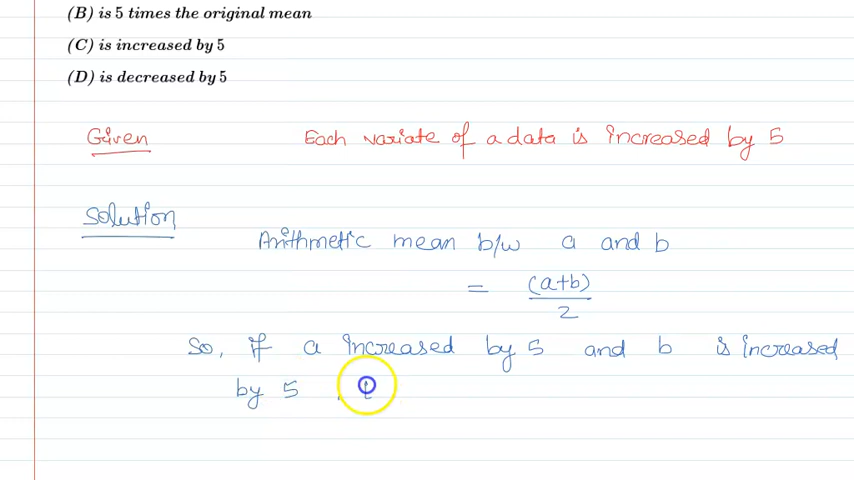 (B) is 5 times the original mean
(C) is increased by 5
(D) is decreased by 5
Given Each variate of a data is increased by 5
Solution
Arithmetic mean b/w a and b
= (a+b)/2
So, if a increased by 5 and b is increased
by 5 ,